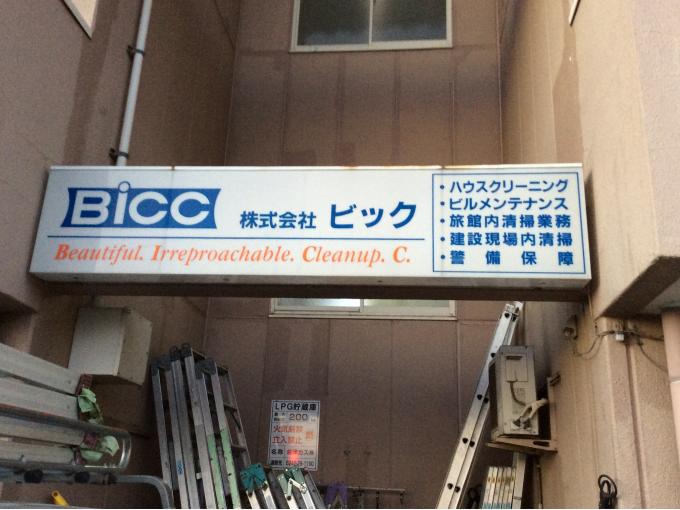 BiCC
株式会社 ビック
Beautiful. Irreproachable. Cleanup. C.
・ハウスクリーニング
・ビルメンテナンス
・旅館内清掃業務
・建設現場内清掃
・警備保障
LPG貯蔵庫
200
火気厳禁
立入禁止